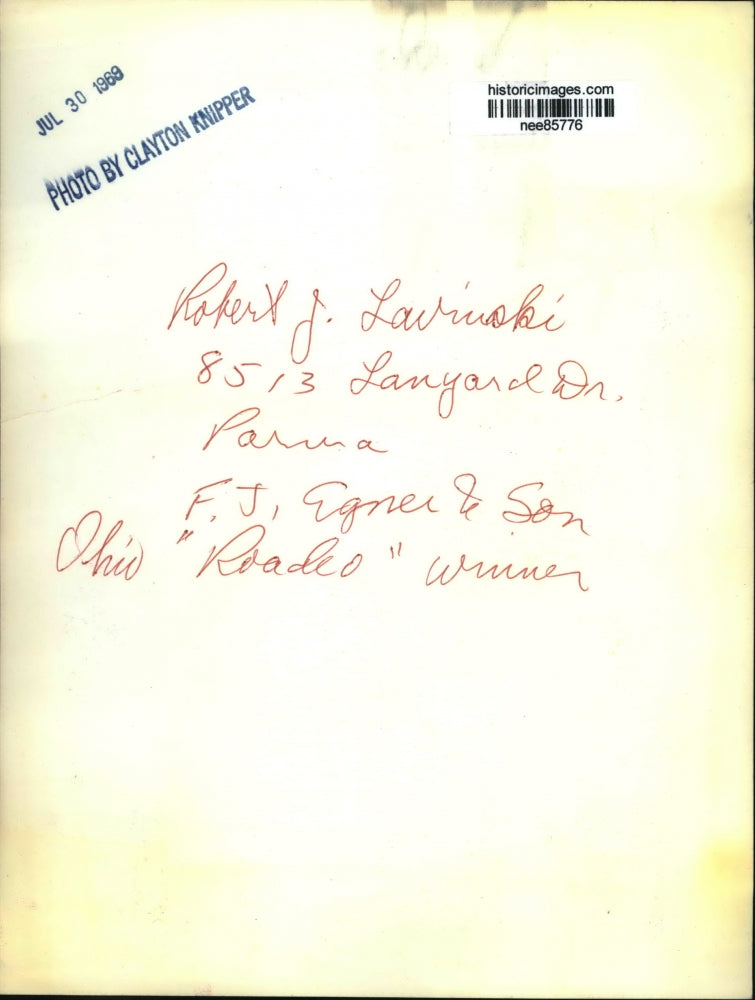 JUL 30 1969
PHOTO BY CLAYTON KNIPPER
historicimages.com
nee85776
Robert J. Lavinski
8513 Lanyard Dr.
Parma
F. J. Egner & Son
Ohio "Roadeo" winner